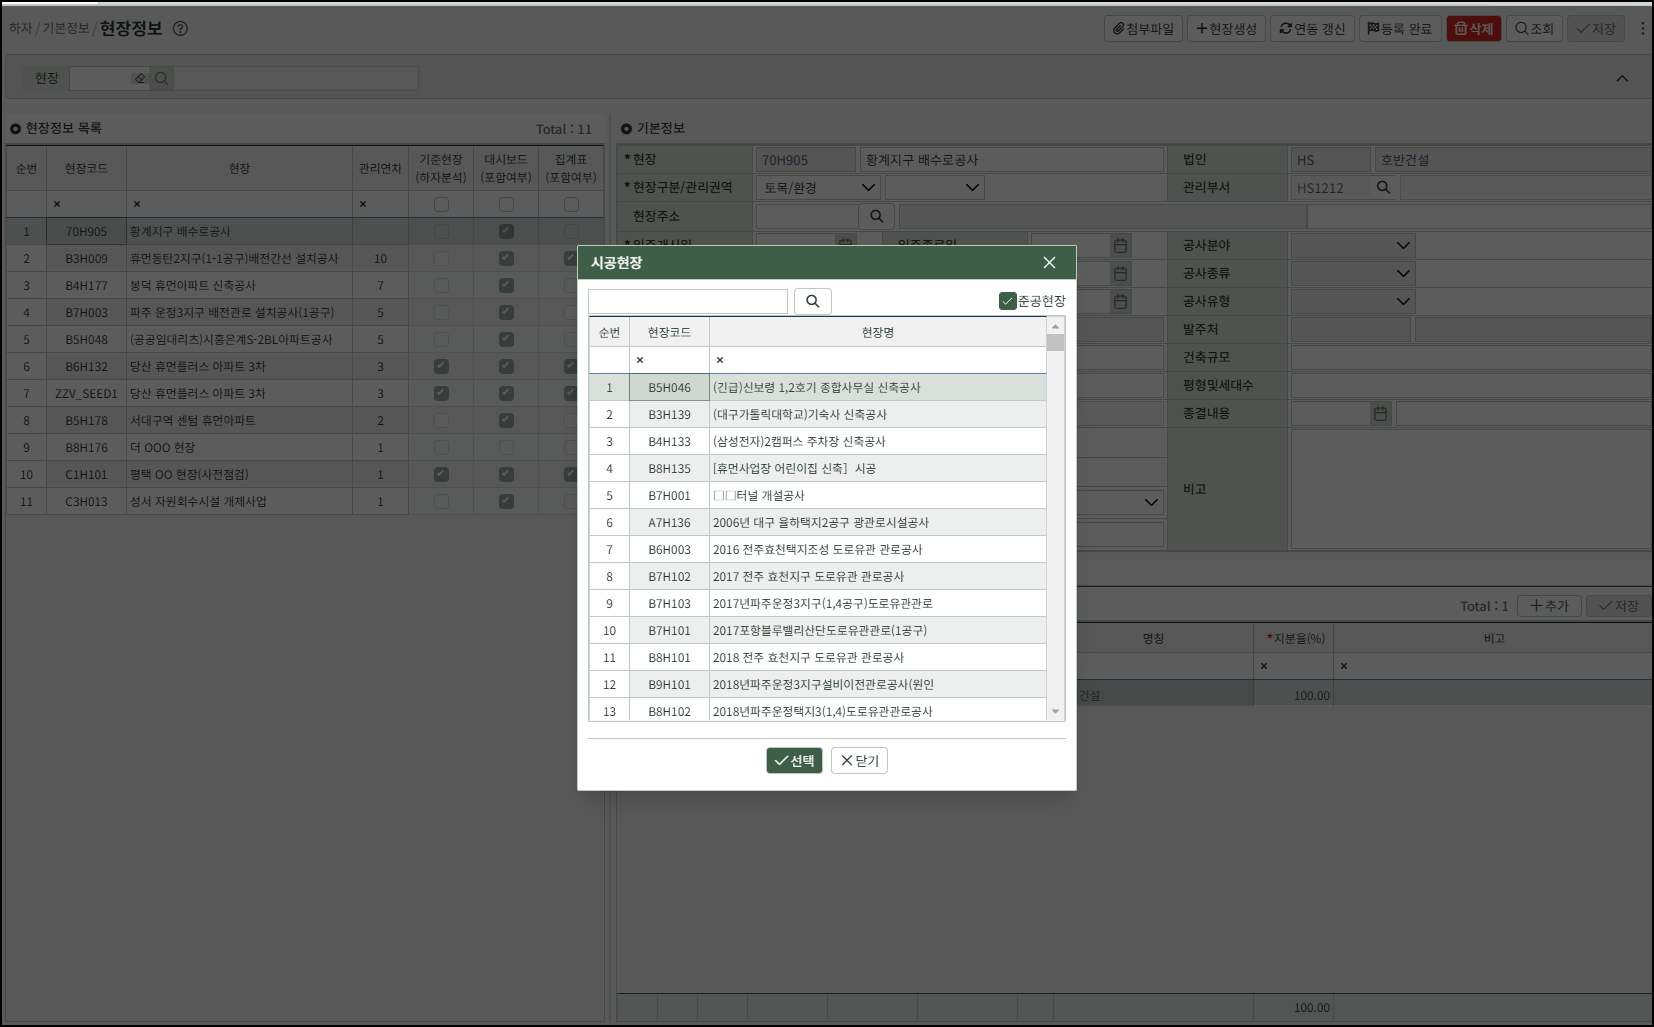 하자 / 기본정보 / 현장정보
첨부파일 현장생성 연동 갱신 등록 완료 삭제 조회 저장
현장
현장정보 목록 Total : 11
순번 현장코드 현장 관리연차 기준현장 (하자분석) 대시보드 (포함여부) 집계표 (포함여부)
× × ×
1 70H905 황계지구 배수로공사
2 B3H009 휴먼동탄2지구(1-1공구)배전간선 설치공사 10
3 B4H177 봉덕 휴먼아파트 신축공사 7
4 B7H003 파주 운정3지구 배전관로 설치공사(1공구) 5
5 B5H048 (공공임대리츠)시흥은계S-2BL아파트공사 5
6 B6H132 당산 휴먼플러스 아파트 3차 3
7 ZZV_SEED1 당산 휴먼플러스 아파트 3차 3
8 B5H178 서대구역 센텀 휴먼아파트 2
9 B8H176 더 OOO 현장 1
10 C1H101 평택 OO 현장(사전점검) 1
11 C3H013 성서 자원회수시설 개체사업 1
기본정보
*현장 70H905 황계지구 배수로공사 법인 HS 호반건설
*현장구분/관리권역 토목/환경 관리부서 HS1212
현장주소
공사분야
공사종류
공사유형
발주처
건축규모
평형및세대수
종결내용
비고
시공현장
준공현장
순번 현장코드 현장명
× ×
1 B5H046 (긴급)신보령 1,2호기 종합사무실 신축공사
2 B3H139 (대구가톨릭대학교)기숙사 신축공사
3 B4H133 (삼성전자)2캠퍼스 주차장 신축공사
4 B8H135 [휴먼사업장 어린이집 신축] 시공
5 B7H001 □□터널 개설공사
6 A7H136 2006년 대구 율하택지2공구 광관로시설공사
7 B6H003 2016 전주효천택지조성 도로유관 관로공사
8 B7H102 2017 전주 효천지구 도로유관 관로공사
9 B7H103 2017년파주운정3지구(1,4공구)도로유관관로
10 B7H101 2017포항블루밸리산단도로유관관로(1공구)
11 B8H101 2018 전주 효천지구 도로유관 관로공사
12 B9H101 2018년파주운정3지구설비이전관로공사(원인
13 B8H102 2018년파주운정택지3(1,4)도로유관관로공사
선택 닫기
Total : 1 추가 저장
명칭 *지분율(%) 비고
× ×
건설 100.00
100.00